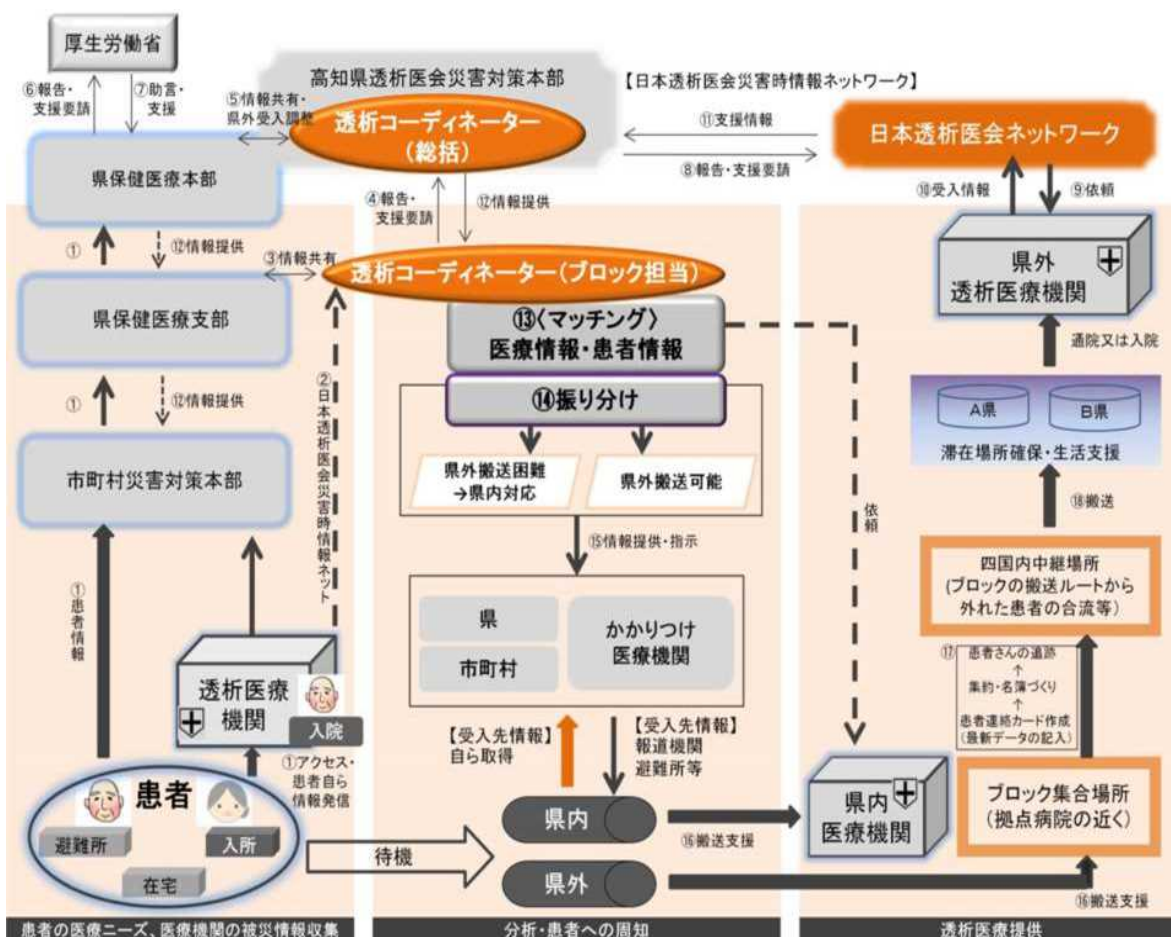 厚生労働省
⑥報告・
支援要請
⑦助言・
支援
高知県透析医会災害対策本部
【日本透析医会災害時情報ネットワーク】
⑤情報共有・
県外受入調整
透析コーディネーター
(総括)
⑪支援情報
⑧報告・支援要請
日本透析医会ネットワーク
県保健医療本部
④報告・
支援要請
⑫情報提供
⑩受入情報
⑨依頼
①
⑫情報提供
③情報共有
透析コーディネーター(ブロック担当)
県外
透析医療機関
県保健医療支部
⑬〈マッチング〉
医療情報・患者情報
通院又は入院
①
⑫情報提供
②日本透析医会災害時情報ネット
⑭振り分け
A県
B県
滞在場所確保・生活支援
市町村災害対策本部
県外搬送困難
→県内対応
県外搬送可能
依頼
⑱搬送
⑮情報提供・指示
四国内中継場所
(ブロックの搬送ルートから
外れた患者の合流等)
①患者情報
県
市町村
かかりつけ
医療機関
⑰
患者さんの追跡
↑
集約・名簿づくり
↑
患者連絡カード作成
(最新データの記入)
透析医療
機関
入院
【受入先情報】
自ら取得
【受入先情報】
報道機関
避難所等
①アクセス・
患者自ら
情報発信
患者
避難所
入所
在宅
待機
県内
県外
⑯搬送支援
県内
医療機関
ブロック集合場所
(拠点病院の近く)
⑯搬送支援
患者の医療ニーズ、医療機関の被災情報収集
分析・患者への周知
透析医療提供